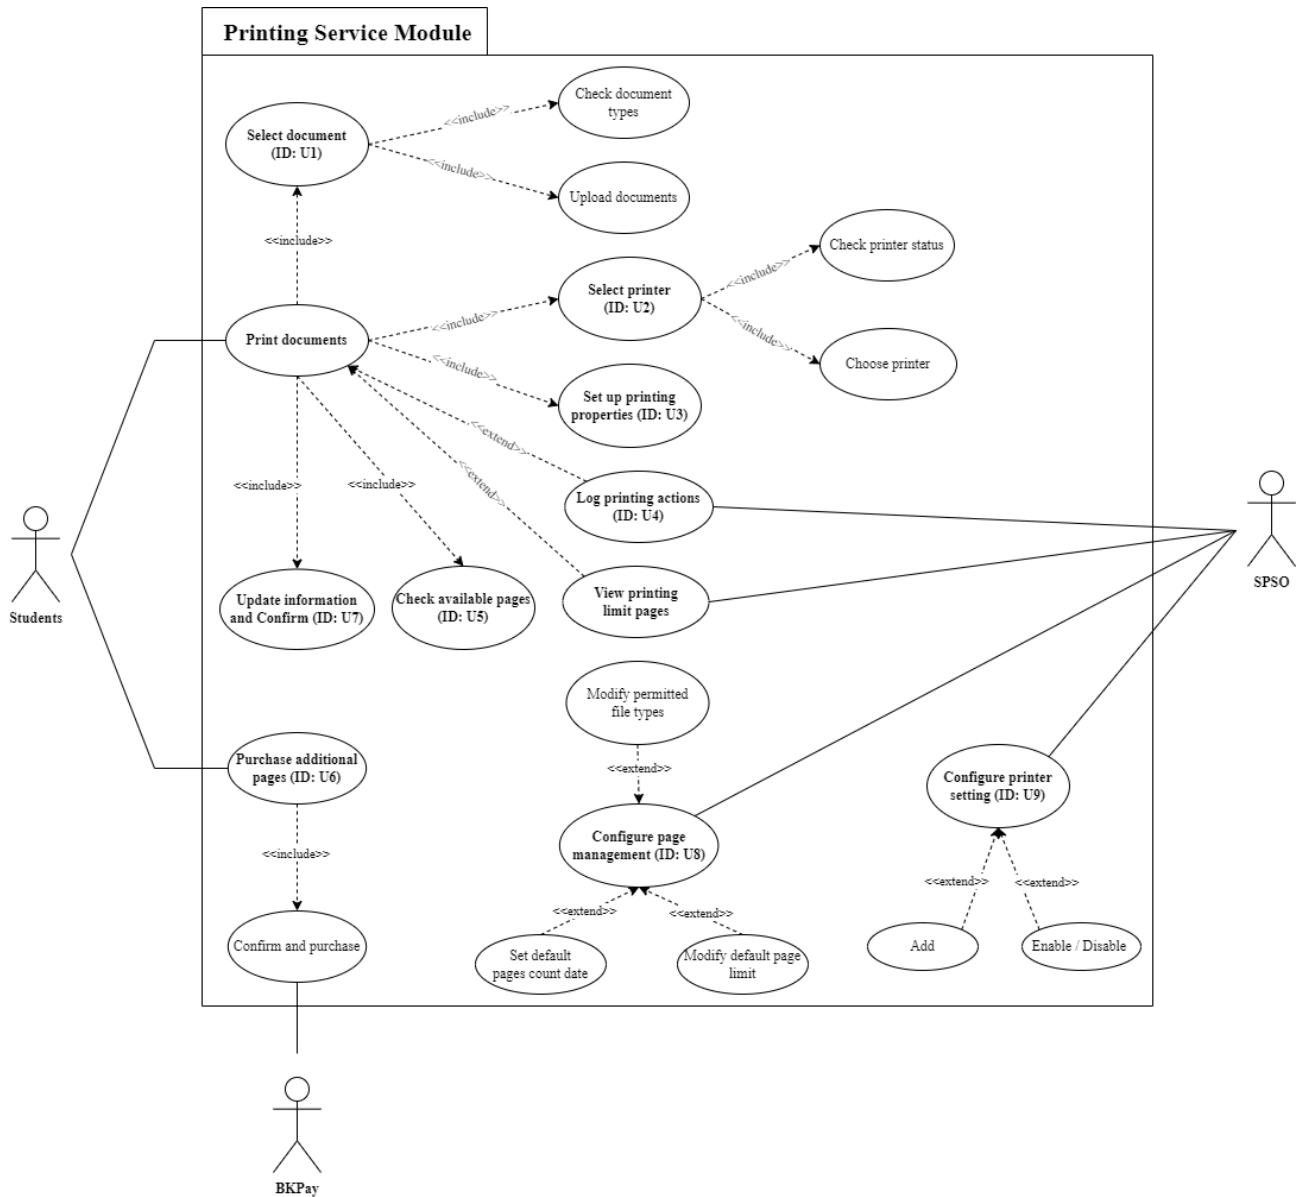 Printing Service Module
Check document
types
<<include>>
Select document
(ID: U1)
<<include>>
Upload documents
<<include>>
Check printer status
<<include>>
Select printer
(ID: U2)
<<include>>
Print documents
<<include>>
Choose printer
<<include>>
Set up printing
properties (ID: U3)
<<extend>>
<<include>>
<<include>>
<<extend>>
Log printing actions
(ID: U4)
SPSO
Update information
and Confirm (ID: U7)
Check available pages
(ID: U5)
View printing
limit pages
Students
Modify permitted
file types
Purchase additional
pages (ID: U6)
<<extend>>
Configure printer
setting (ID: U9)
<<include>>
Configure page
management (ID: U8)
<<extend>>
<<extend>>
<<extend>>
<<extend>>
Confirm and purchase
Set default
pages count date
Modify default page
limit
Add
Enable / Disable
BKPay